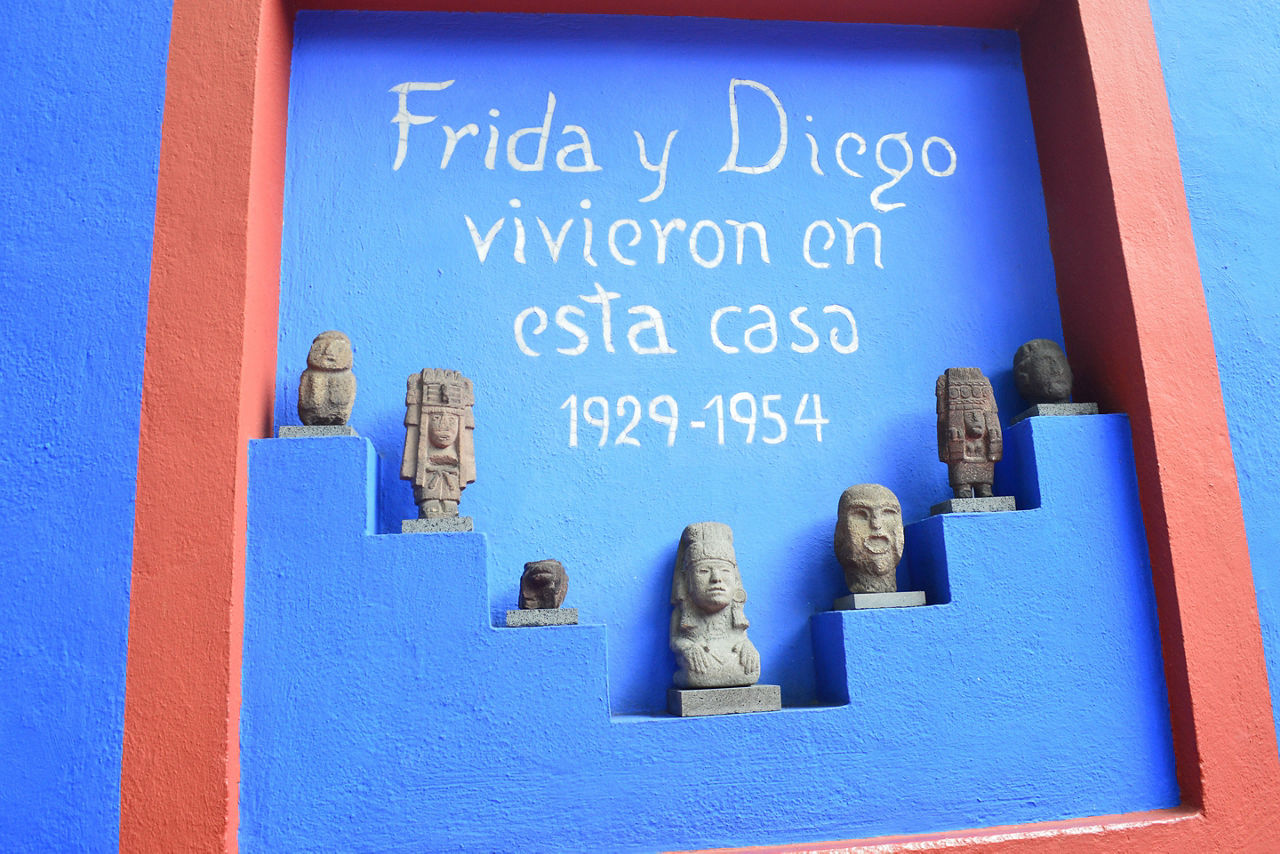 Frida y Diego
vivieron en
esta casa
1929-1954